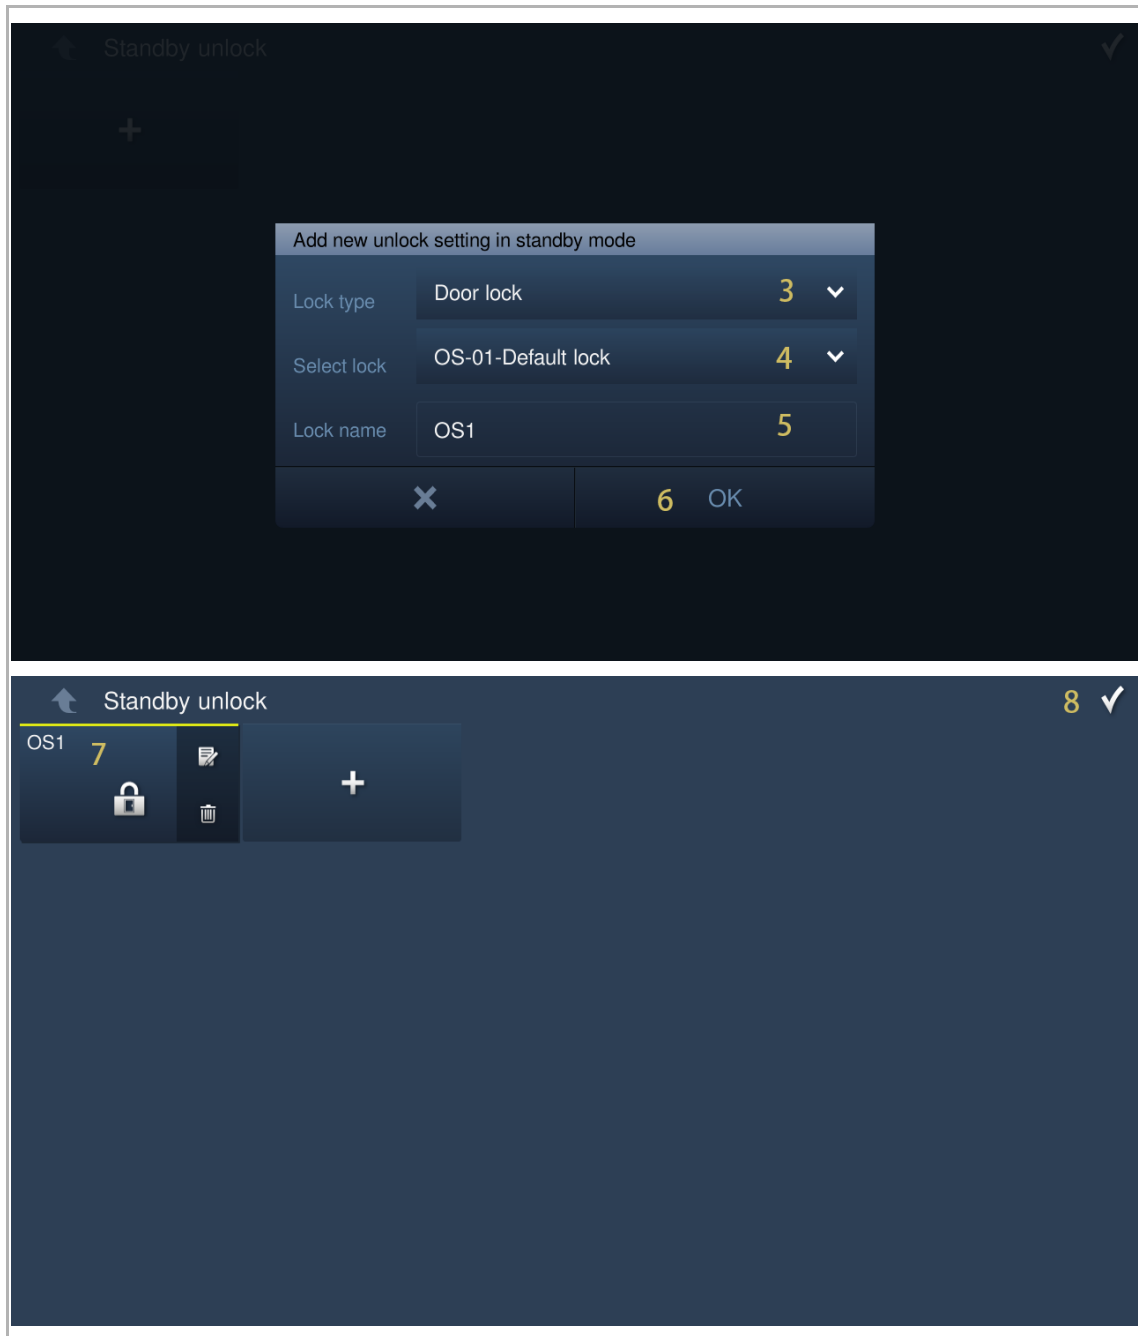 Standby unlock
Add new unlock setting in standby mode
Lock type Door lock 3
Select lock OS-01-Default lock 4
Lock name OS1 5
6 OK
Standby unlock 8
OS1 7